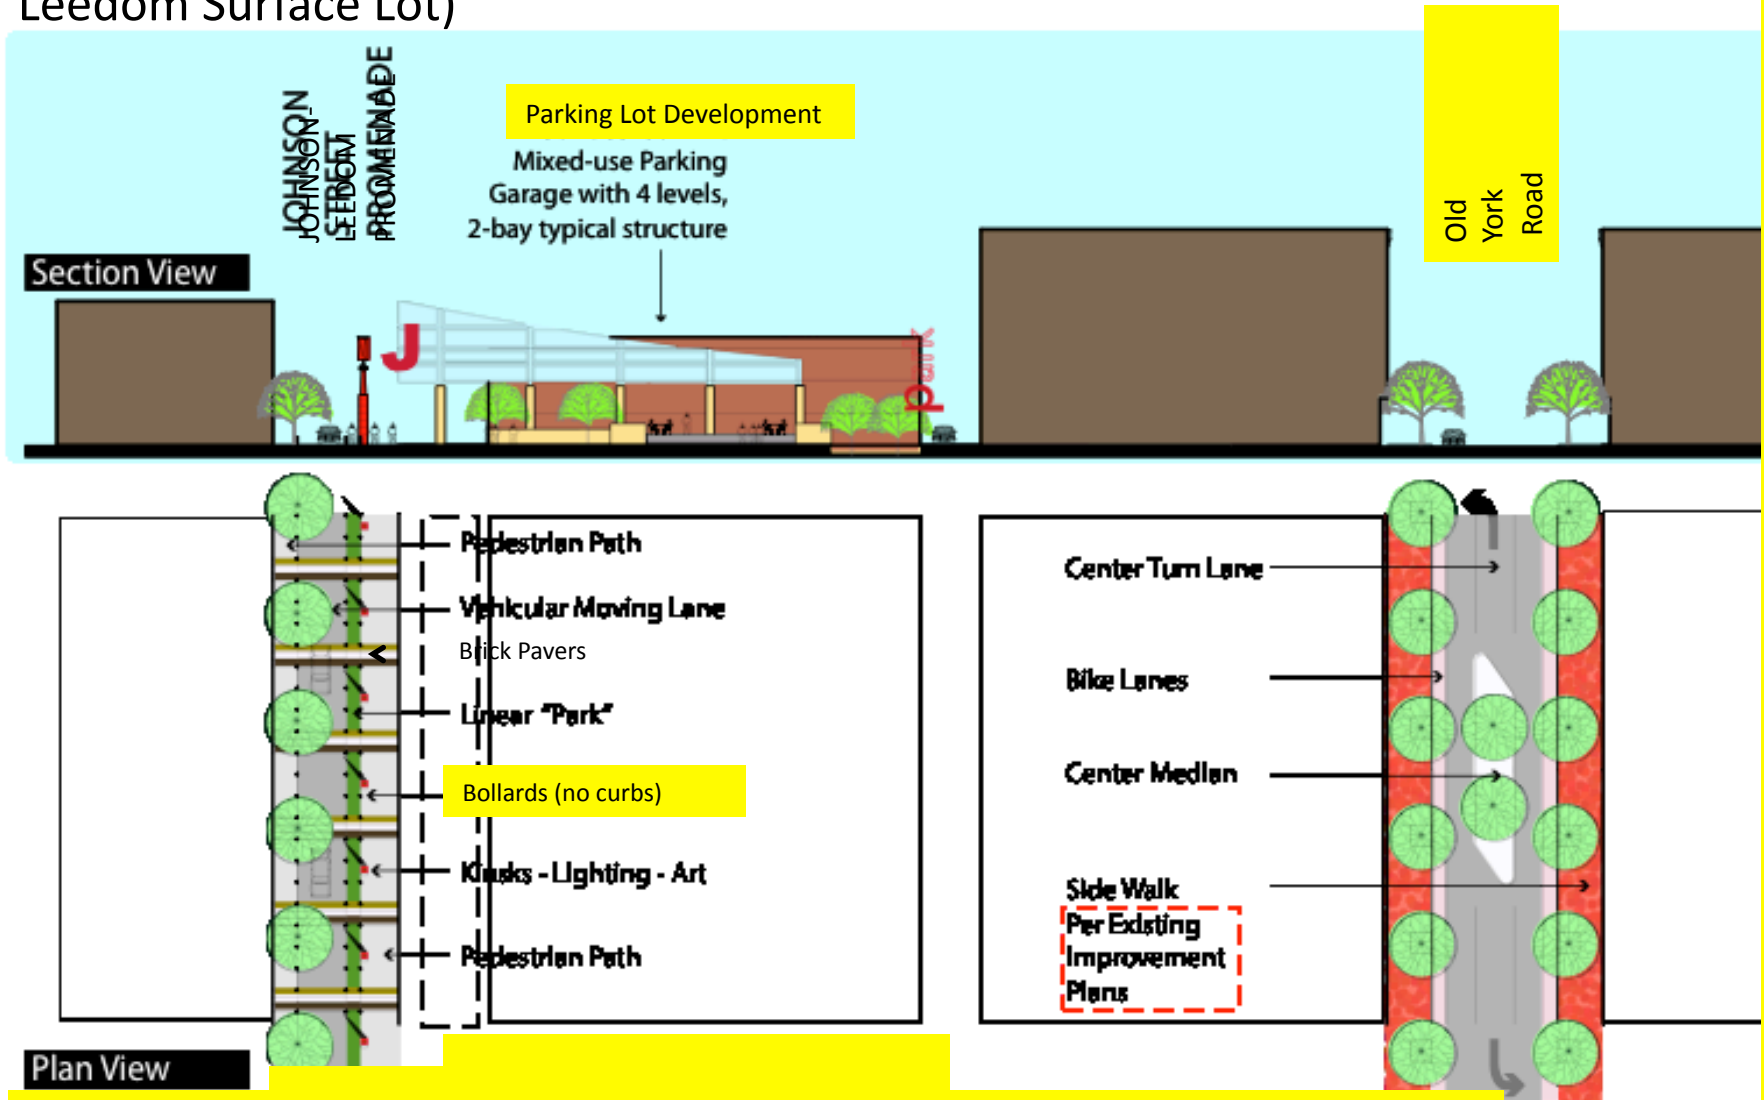 Leedom Surface Lot)
JOHNSON
STREET
PROMENADE
JOHNSON-
LEEDOM
PROMENADE
Parking Lot Development
Mixed-use Parking
Garage with 4 levels,
2-bay typical structure
Old
York
Road
Section View
J
park
Pedestrian Path
Vehicular Moving Lane
Brick Pavers
Linear "Park"
Bollards (no curbs)
Kiosks - Lighting - Art
Pedestrian Path
Center Turn Lane
Bike Lanes
Center Median
Side Walk
Per Existing
Improvement
Plans
Plan View